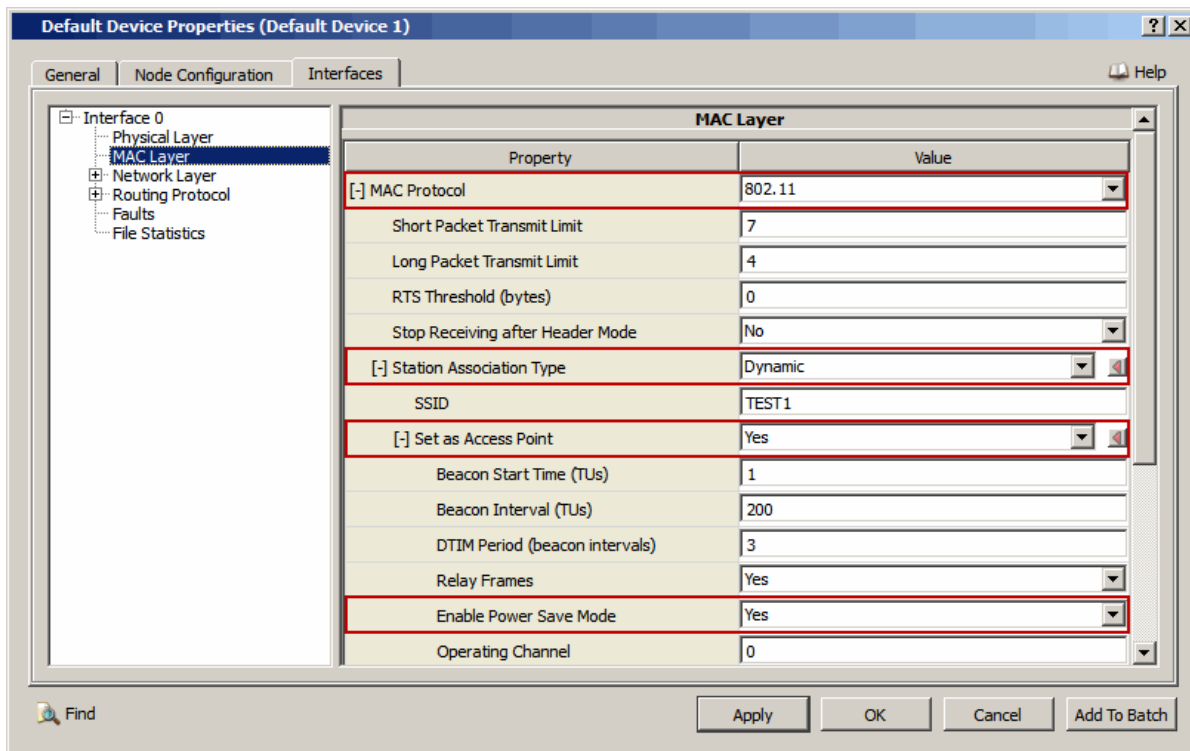 Default Device Properties (Default Device 1)
? X
General Node Configuration Interfaces Help
Interface 0
Physical Layer
MAC Layer
Network Layer
Routing Protocol
Faults
File Statistics
MAC Layer
Property Value
[-] MAC Protocol 802.11
Short Packet Transmit Limit 7
Long Packet Transmit Limit 4
RTS Threshold (bytes) 0
Stop Receiving after Header Mode No
[-] Station Association Type Dynamic
SSID TEST1
[-] Set as Access Point Yes
Beacon Start Time (TUs) 1
Beacon Interval (TUs) 200
DTIM Period (beacon intervals) 3
Relay Frames Yes
Enable Power Save Mode Yes
Operating Channel 0
Find Apply OK Cancel Add To Batch